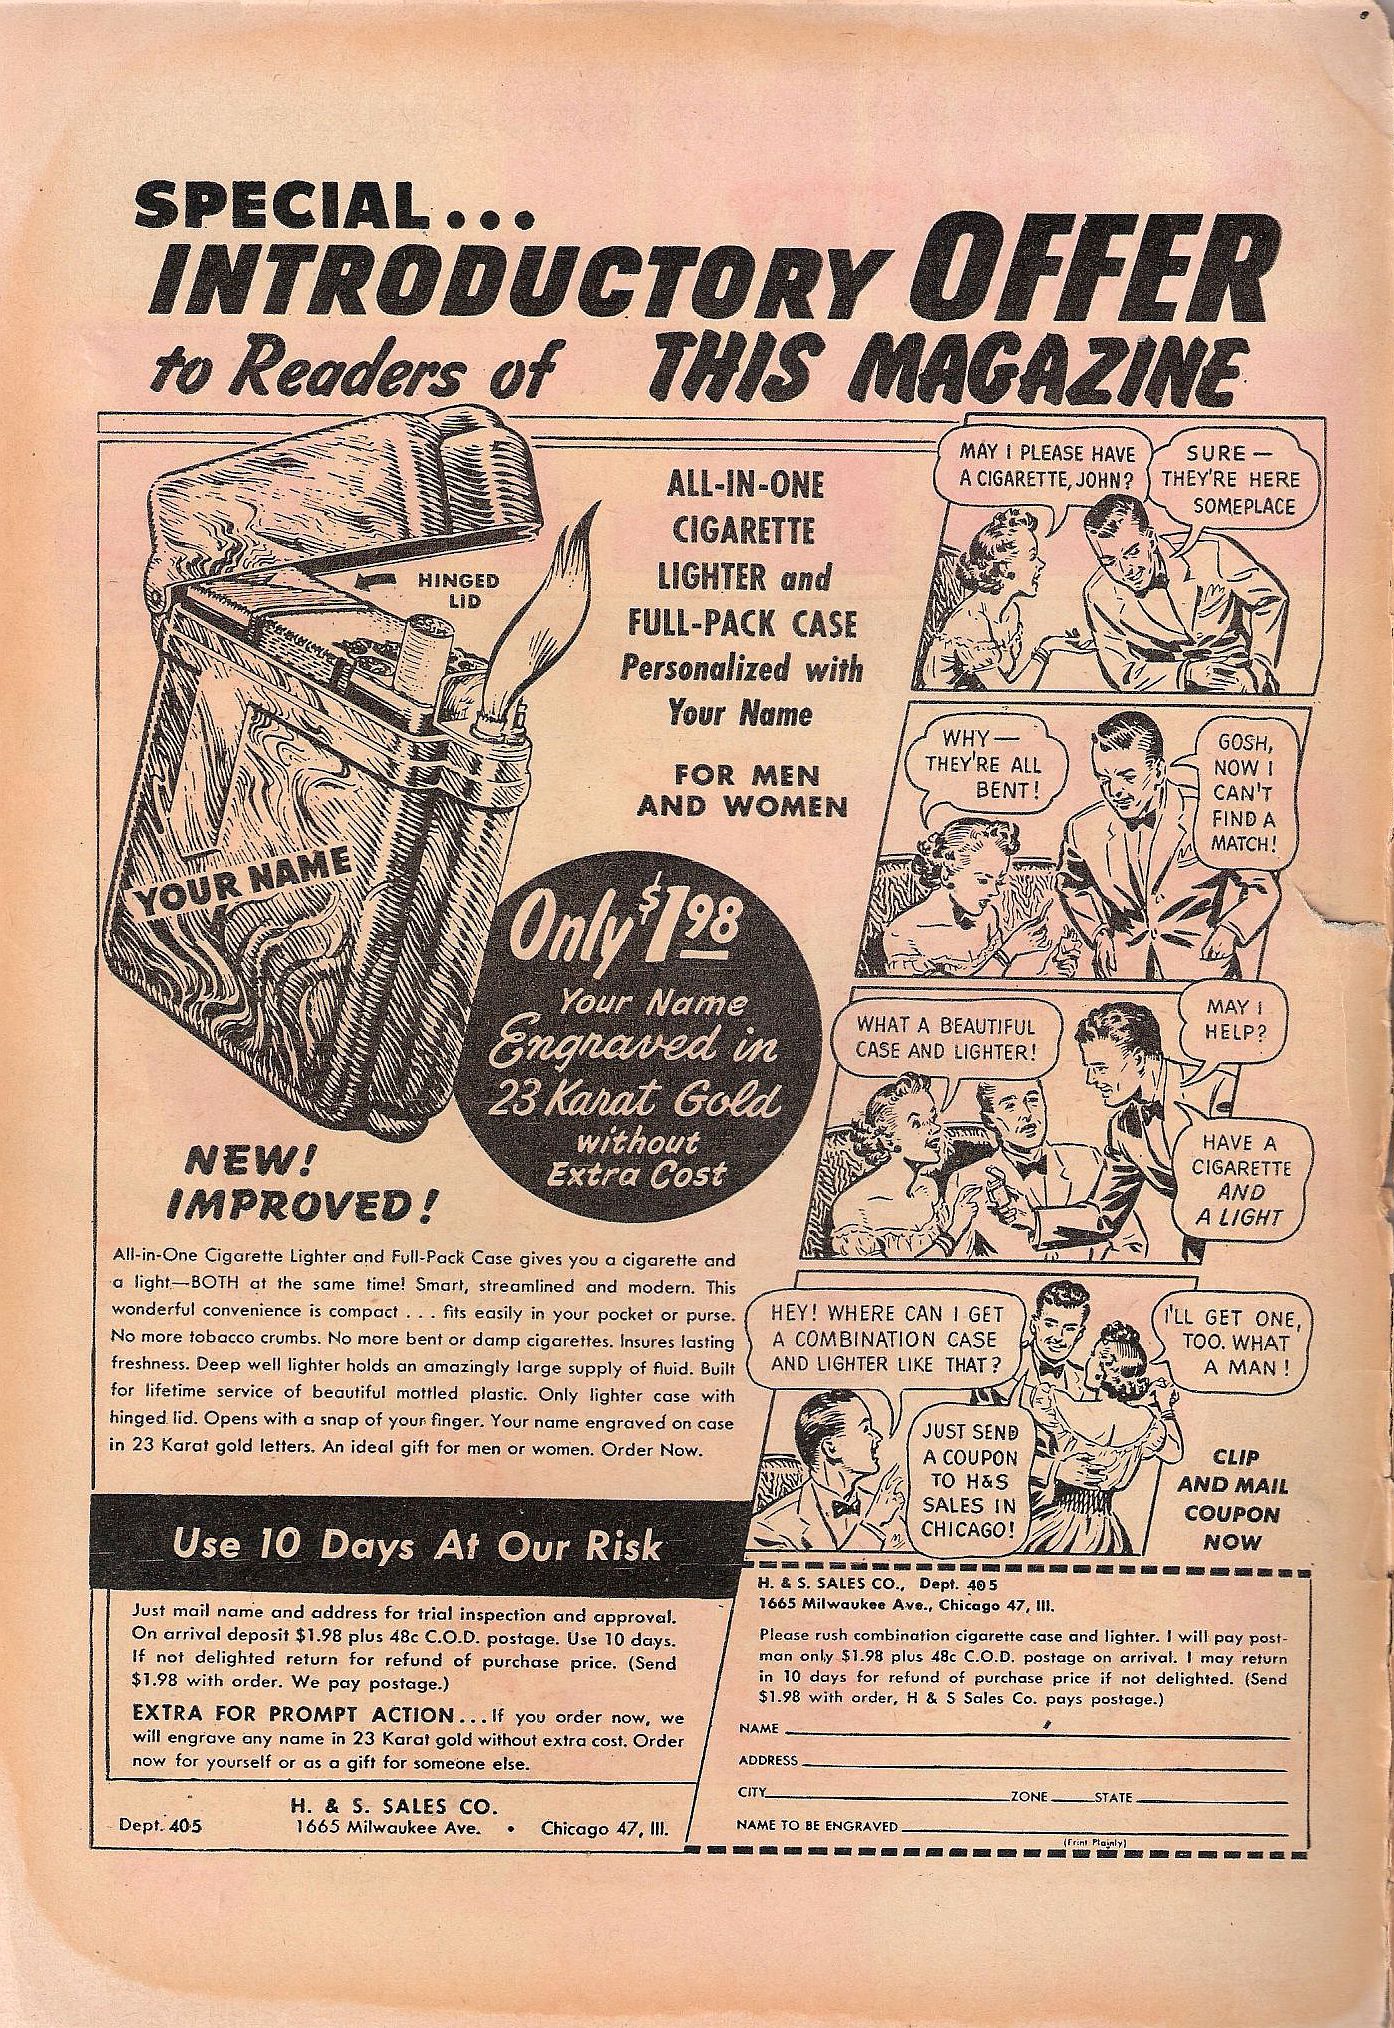 SPECIAL...
INTRODUCTORY OFFER
to Readers of THIS MAGAZINE
HINGED
LID
YOUR NAME
ALL-IN-ONE
CIGARETTE
LIGHTER and
FULL-PACK CASE
Personalized with
Your Name
FOR MEN
AND WOMEN
Only $1.98
Your Name
Engraved in
23 Karat Gold
without
Extra Cost
NEW!
IMPROVED!
All-in-One Cigarette Lighter and Full-Pack Case gives you a cigarette and
a light—BOTH at the same time! Smart, streamlined and modern. This
wonderful convenience is compact . . . fits easily in your pocket or purse.
No more tobacco crumbs. No more bent or damp cigarettes. Insures lasting
freshness. Deep well lighter holds an amazingly large supply of fluid. Built
for lifetime service of beautiful mottled plastic. Only lighter case with
hinged lid. Opens with a snap of your finger. Your name engraved on case
in 23 Karat gold letters. An ideal gift for men or women. Order Now.
MAY I PLEASE HAVE
A CIGARETTE, JOHN?
SURE —
THEY'RE HERE
SOMEPLACE
WHY —
THEY'RE ALL
BENT!
GOSH,
NOW I
CAN'T
FIND A
MATCH!
WHAT A BEAUTIFUL
CASE AND LIGHTER!
MAY I
HELP?
HAVE A
CIGARETTE
AND
A LIGHT
HEY! WHERE CAN I GET
A COMBINATION CASE
AND LIGHTER LIKE THAT?
I'LL GET ONE,
TOO. WHAT
A MAN!
JUST SEND
A COUPON
TO H&S
SALES IN
CHICAGO!
CLIP
AND MAIL
COUPON
NOW
Use 10 Days At Our Risk
Just mail name and address for trial inspection and approval.
On arrival deposit $1.98 plus 48c C.O.D. postage. Use 10 days.
If not delighted return for refund of purchase price. (Send
$1.98 with order. We pay postage.)
EXTRA FOR PROMPT ACTION...If you order now, we
will engrave any name in 23 Karat gold without extra cost. Order
now for yourself or as a gift for someone else.
H. & S. SALES CO.
Dept. 405 1665 Milwaukee Ave. • Chicago 47, Ill.
H. & S. SALES CO., Dept. 405
1665 Milwaukee Ave., Chicago 47, Ill.
Please rush combination cigarette case and lighter. I will pay post-
man only $1.98 plus 48c C.O.D. postage on arrival. I may return
in 10 days for refund of purchase price if not delighted. (Send
$1.98 with order, H & S Sales Co. pays postage.)
NAME
ADDRESS
CITY ZONE STATE
NAME TO BE ENGRAVED
(Print Plainly)